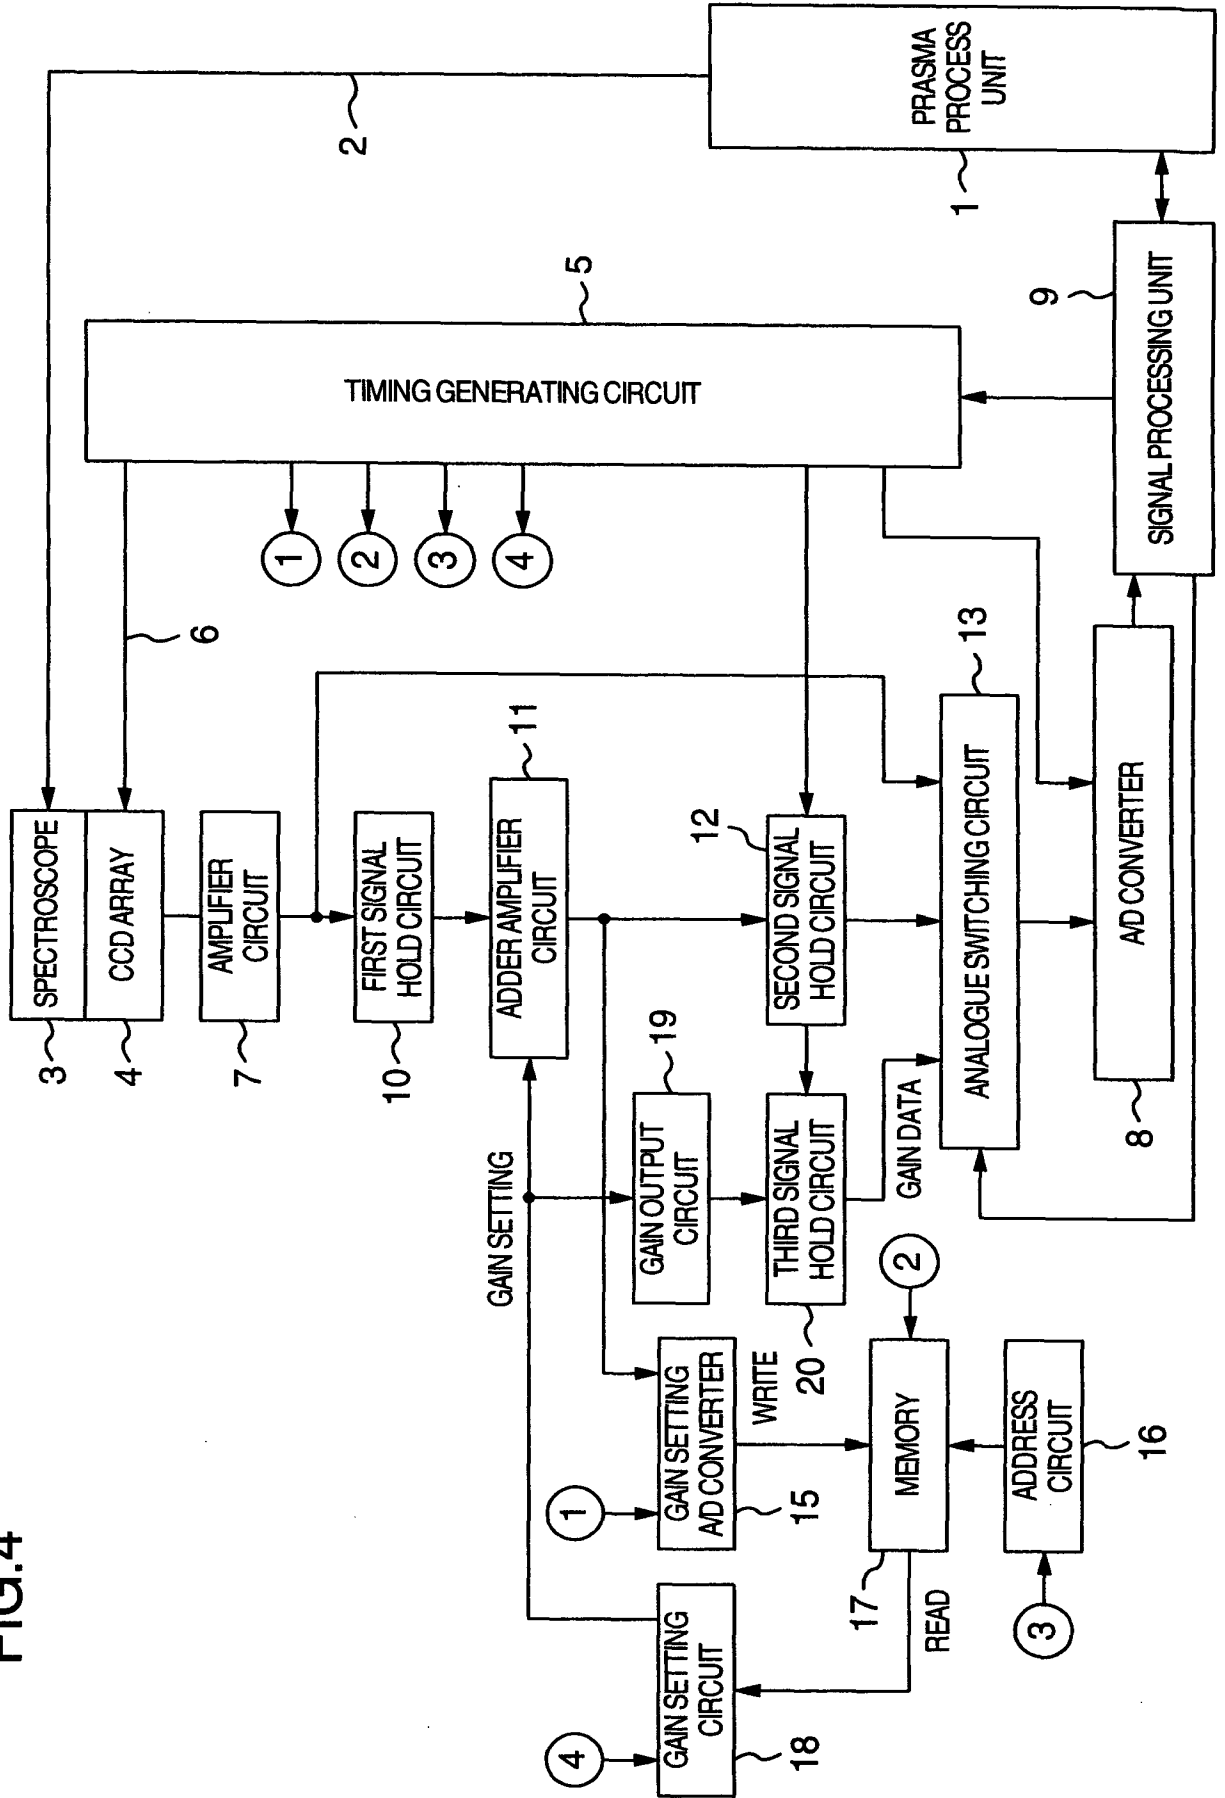 FIG.4
3
SPECTROSCOPE
4
CCD ARRAY
2
6
7
AMPLIFIER
CIRCUIT
10
FIRST SIGNAL
HOLD CIRCUIT
GAIN SETTING
ADDER AMPLIFIER
CIRCUIT
11
1
2
3
4
TIMING GENERATING CIRCUIT
5
4
GAIN SETTING
CIRCUIT
18
1
GAIN SETTING
A/D CONVERTER
15
GAIN OUTPUT
CIRCUIT
19
WRITE
THIRD SIGNAL
HOLD CIRCUIT
20
SECOND SIGNAL
HOLD CIRCUIT
12
PRASMA
PROCESS
UNIT
1
17
MEMORY
2
READ
GAIN DATA
ANALOGUE SWITCHING CIRCUIT
13
3
ADDRESS
CIRCUIT
16
8
A/D CONVERTER
SIGNAL PROCESSING UNIT
9